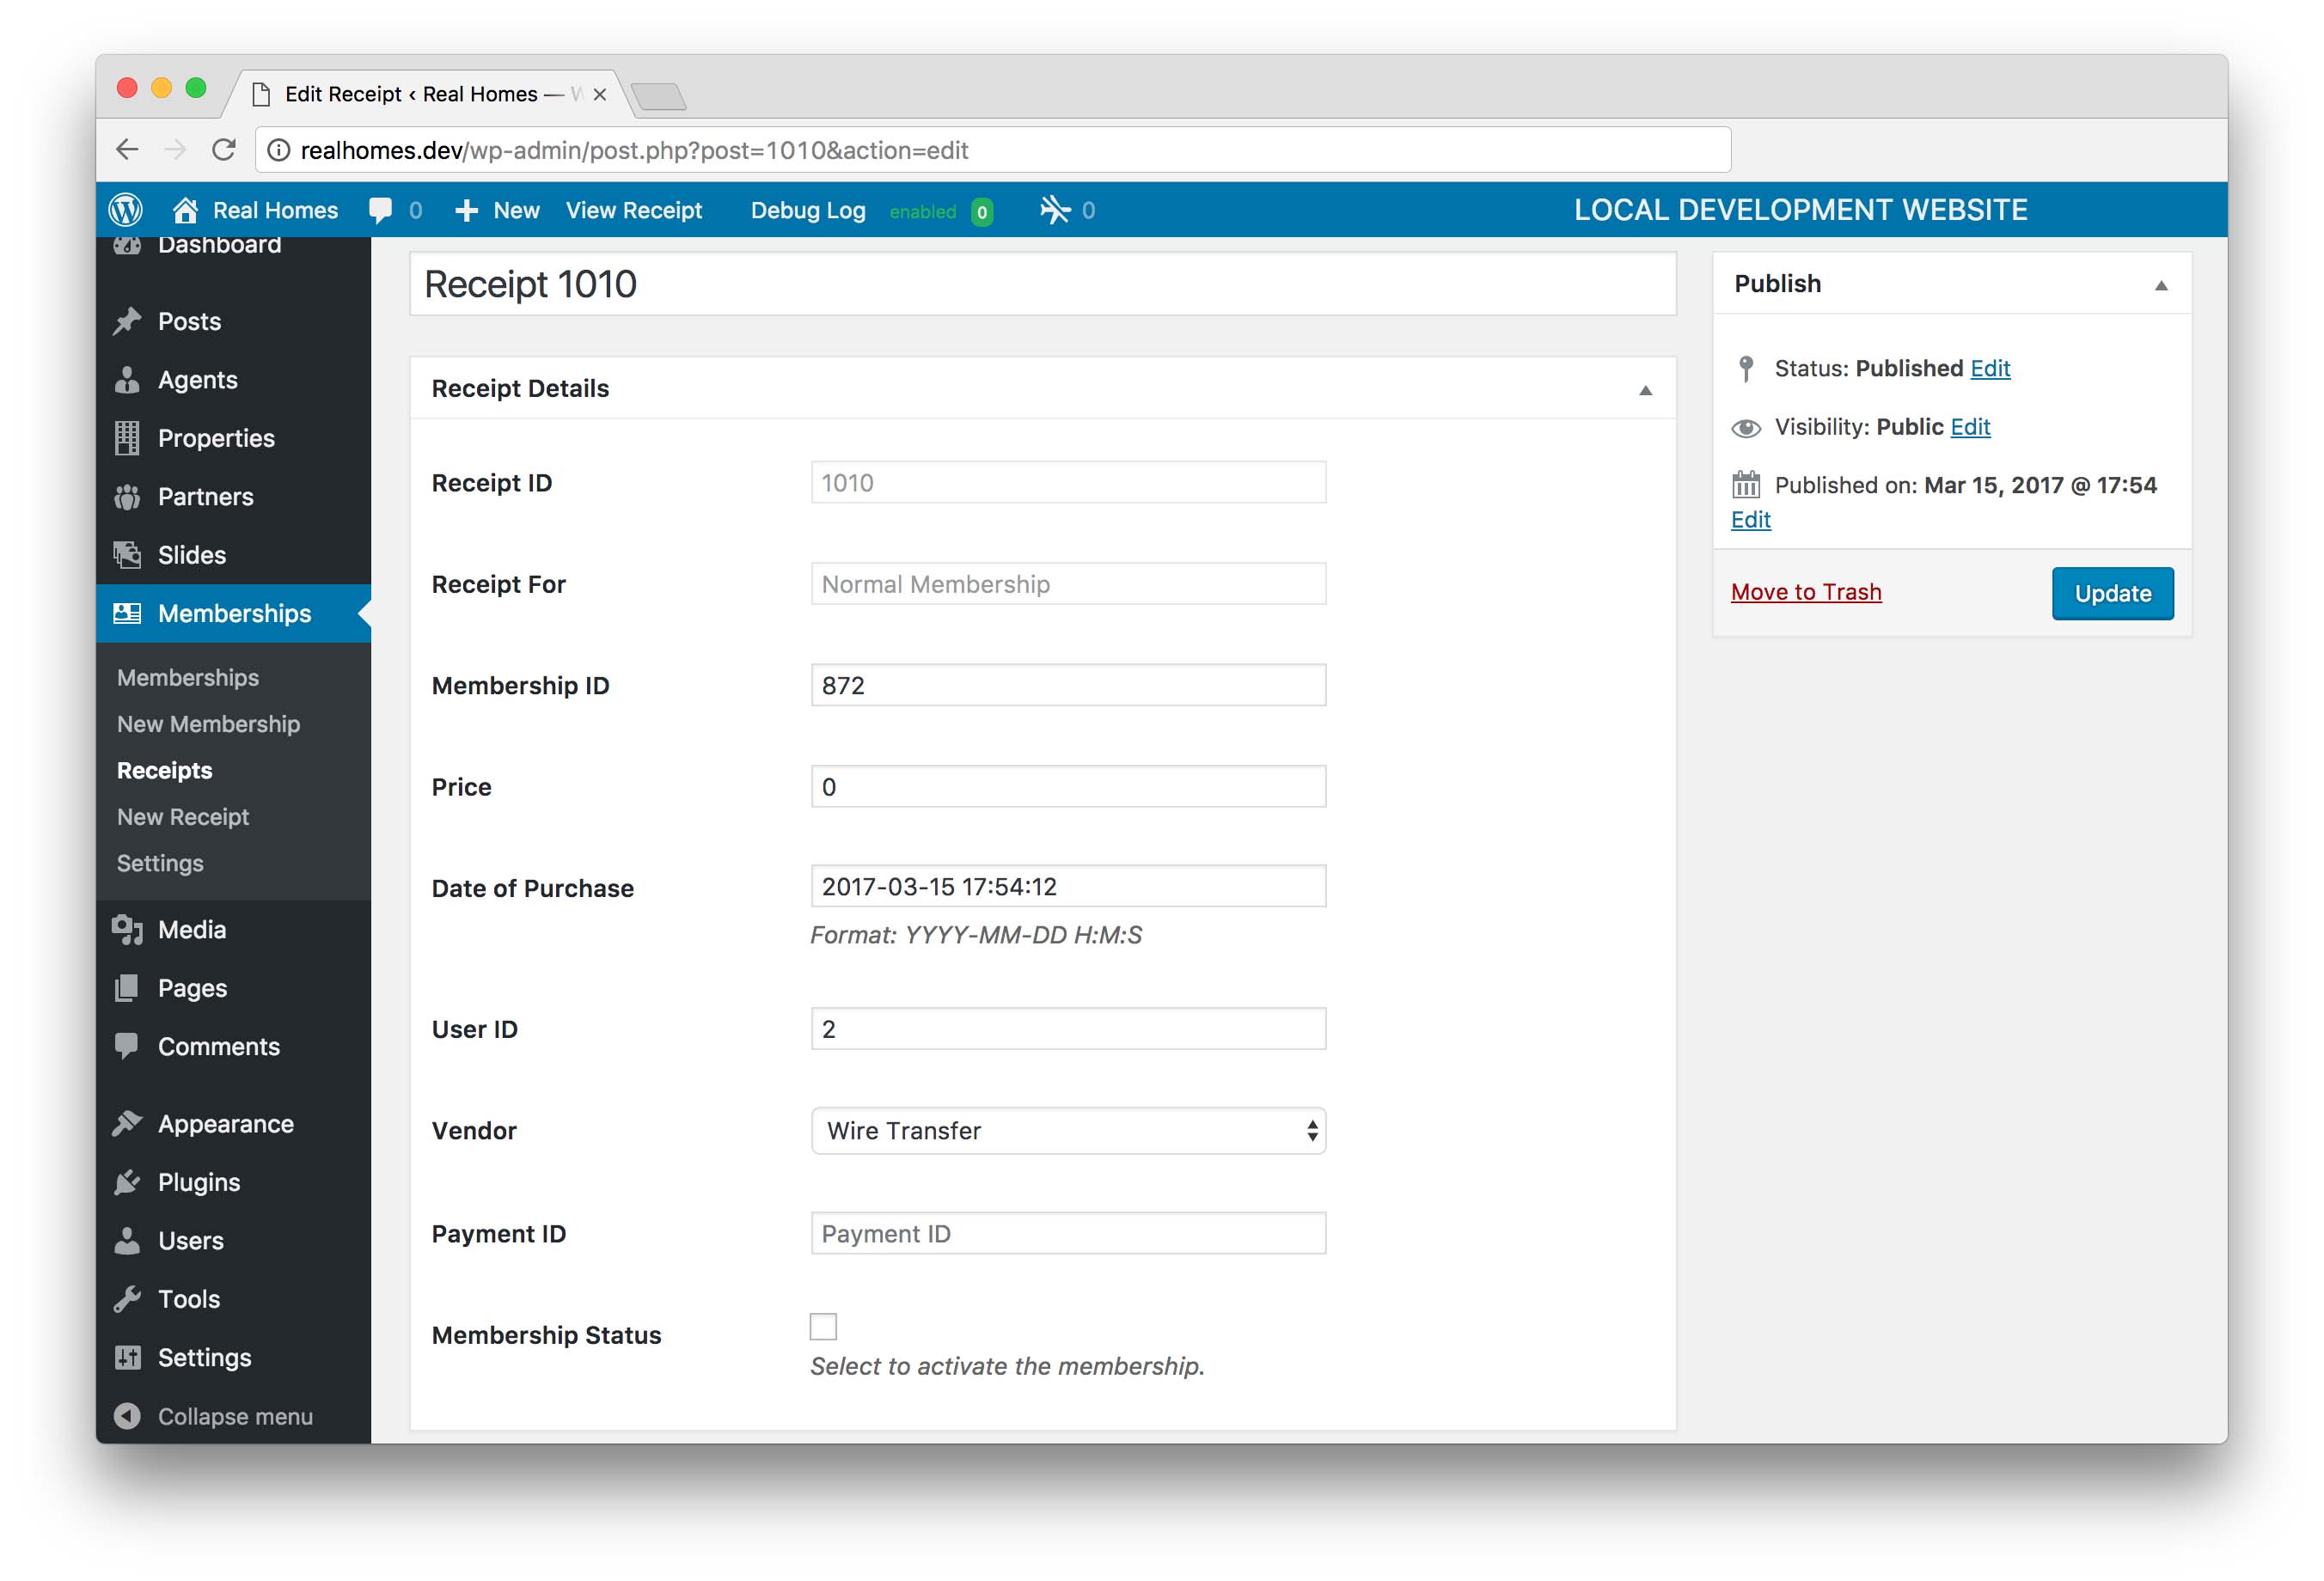 Edit Receipt ‹ Real Homes — W
realhomes.dev/wp-admin/post.php?post=1010&action=edit
Real Homes 0 New View Receipt Debug Log enabled 0 0 LOCAL DEVELOPMENT WEBSITE
Dashboard
Posts
Agents
Properties
Partners
Slides
Memberships
Memberships
New Membership
Receipts
New Receipt
Settings
Media
Pages
Comments
Appearance
Plugins
Users
Tools
Settings
Collapse menu
Receipt 1010
Receipt Details
Receipt ID 1010
Receipt For Normal Membership
Membership ID 872
Price 0
Date of Purchase 2017-03-15 17:54:12
Format: YYYY-MM-DD H:M:S
User ID 2
Vendor Wire Transfer
Payment ID Payment ID
Membership Status
Select to activate the membership.
Publish
Status: Published Edit
Visibility: Public Edit
Published on: Mar 15, 2017 @ 17:54
Edit
Move to Trash Update